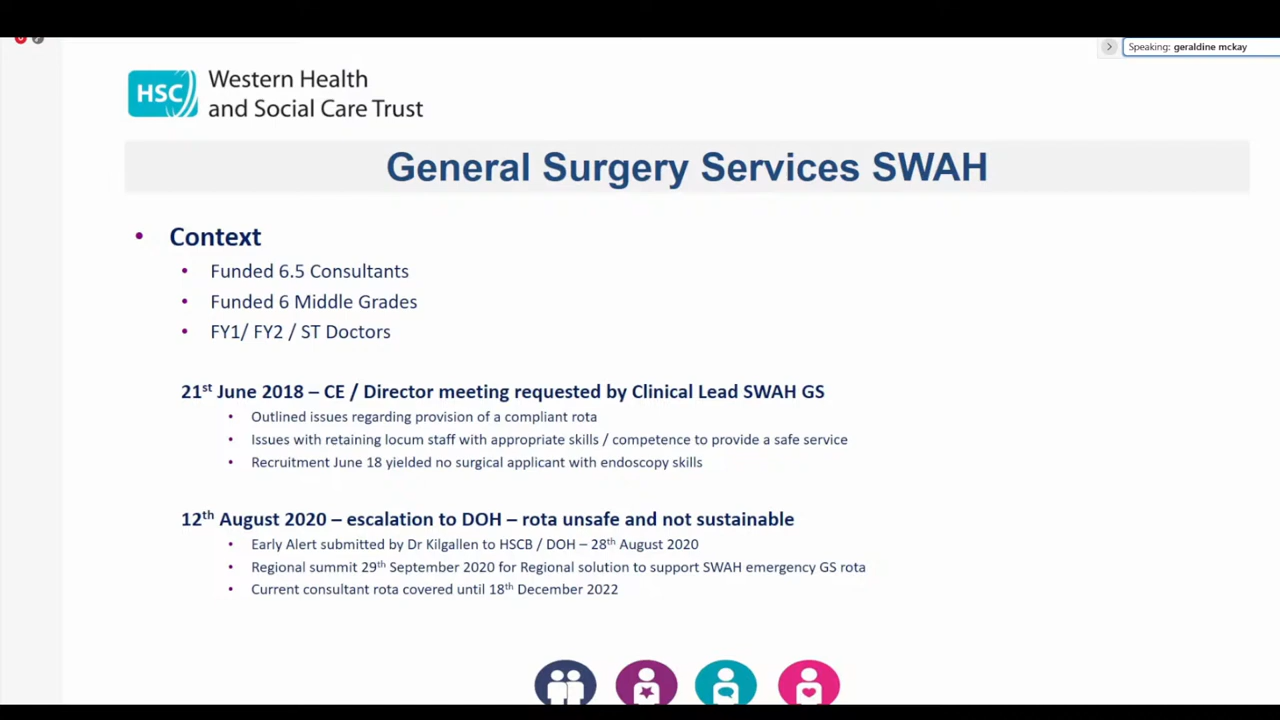 Speaking: geraldine mckay
HSC
Western Health
and Social Care Trust
General Surgery Services SWAH
• Context
• Funded 6.5 Consultants
• Funded 6 Middle Grades
• FY1/ FY2 / ST Doctors
21st June 2018 – CE / Director meeting requested by Clinical Lead SWAH GS
• Outlined issues regarding provision of a compliant rota
• Issues with retaining locum staff with appropriate skills / competence to provide a safe service
• Recruitment June 18 yielded no surgical applicant with endoscopy skills
12th August 2020 – escalation to DOH – rota unsafe and not sustainable
• Early Alert submitted by Dr Kilgallen to HSCB / DOH – 28th August 2020
• Regional summit 29th September 2020 for Regional solution to support SWAH emergency GS rota
• Current consultant rota covered until 18th December 2022